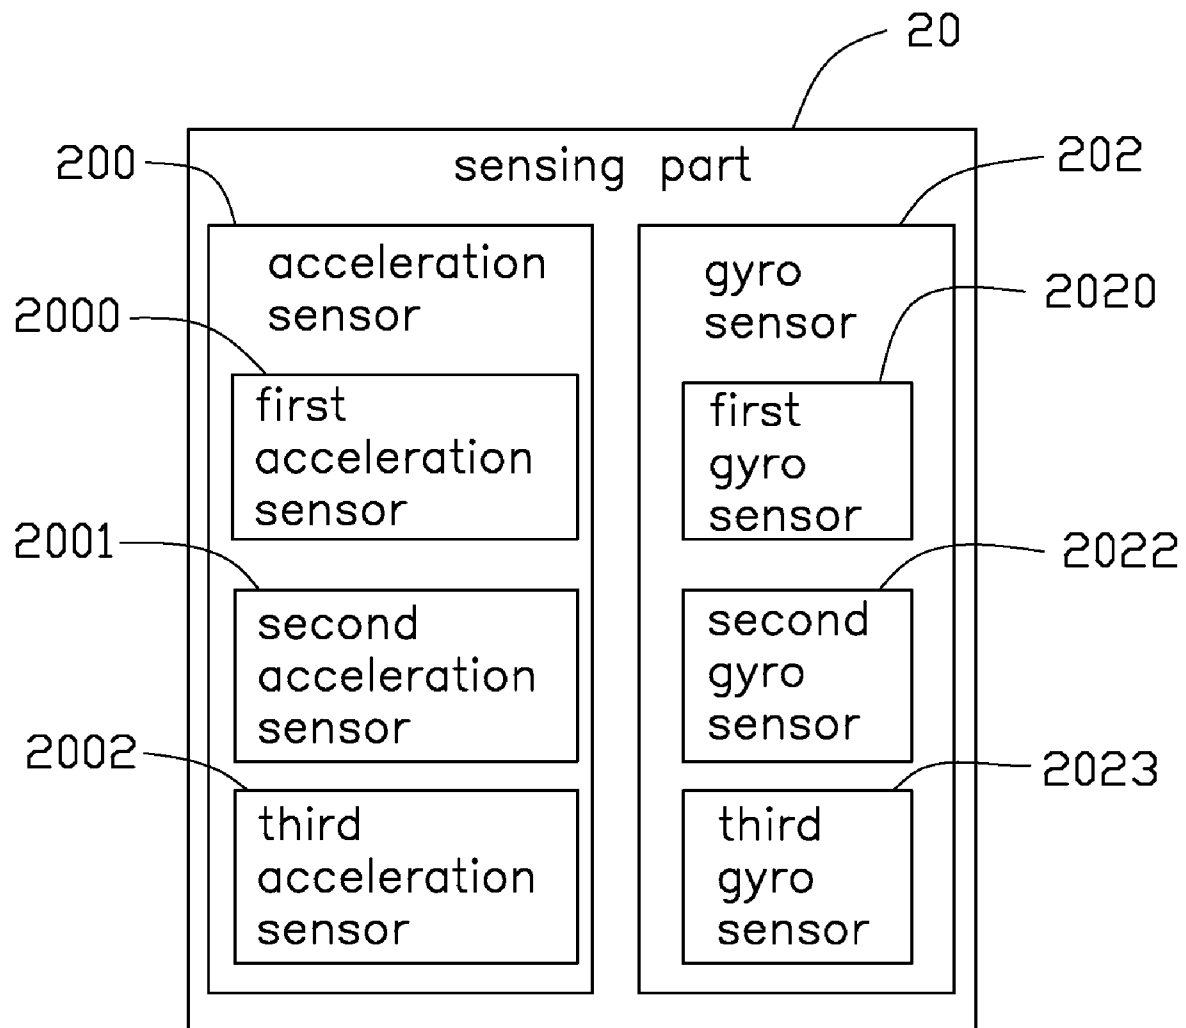 20
sensing part
200
202
acceleration
sensor
gyro
sensor
2000
2020
first
acceleration
sensor
first
gyro
sensor
2001
2022
second
acceleration
sensor
second
gyro
sensor
2002
2023
third
acceleration
sensor
third
gyro
sensor